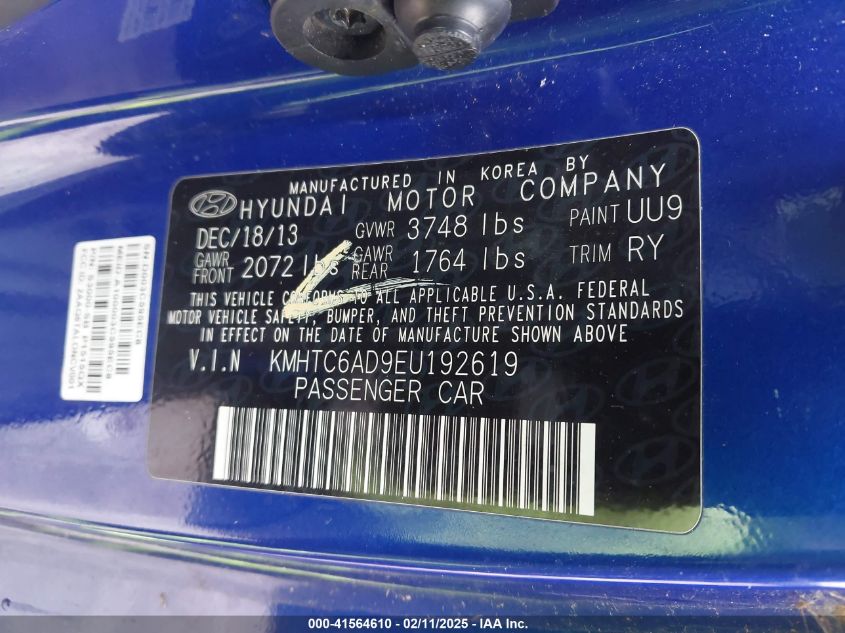 MANUFACTURED IN KOREA BY
HYUNDAI MOTOR COMPANY
DEC/18/13 GVWR 3748 lbs PAINT UU9
GAWR FRONT 2072 lbs GAWR REAR 1764 lbs TRIM RY
THIS VEHICLE CONFORMS TO ALL APPLICABLE U.S.A. FEDERAL
MOTOR VEHICLE SAFETY, BUMPER, AND THEFT PREVENTION STANDARDS
IN EFFECT ON THE DATE OF MANUFACTURE SHOWN ABOVE
V.I.N KMHTC6AD9EU192619
PASSENGER CAR
000-41564610 - 02/11/2025 - IAA Inc.